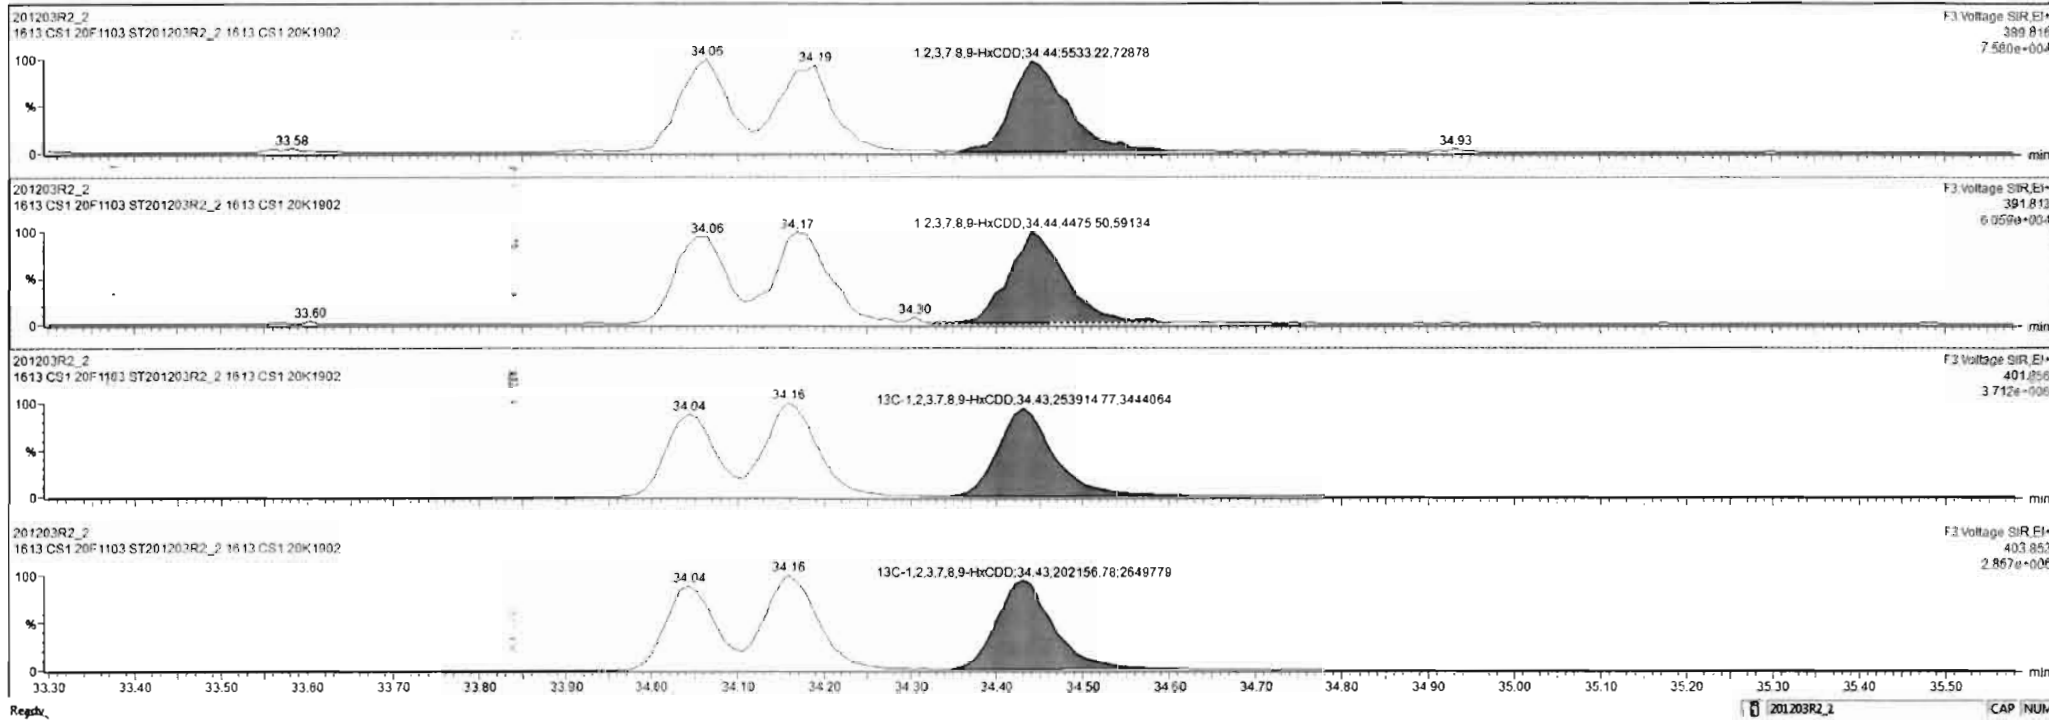 201203R2_2
1613 CS1 20F1103 ST201203R2_2 1613 CS1 20K1902
F3:Voltage SIR,EI+
389.816
7.580e+004
100
%
0
33.58
34.05
34.19
1,2,3,7,8,9-HxCDD;34.44;5533.22;72878
34.93
min
201203R2_2
1613 CS1 20F1103 ST201203R2_2 1613 CS1 20K1902
F3:Voltage SIR,EI+
391.813
6.059e+004
100
%
0
33.60
34.06
34.17
34.30
1,2,3,7,8,9-HxCDD;34.44;4475.50;59134
min
201203R2_2
1613 CS1 20F1103 ST201203R2_2 1613 CS1 20K1902
F3:Voltage SIR,EI+
401.856
3.712e+006
100
%
0
34.04
34.16
13C-1,2,3,7,8,9-HxCDD;34.43;253914.77;3444064
min
201203R2_2
1613 CS1 20F1103 ST201203R2_2 1613 CS1 20K1902
F3:Voltage SIR,EI+
403.853
2.867e+006
100
%
0
34.04
34.16
13C-1,2,3,7,8,9-HxCDD;34.43;202156.78;2649779
min
33.30 33.40 33.50 33.60 33.70 33.80 33.90 34.00 34.10 34.20 34.30 34.40 34.50 34.60 34.70 34.80 34.90 35.00 35.10 35.20 35.30 35.40 35.50
Ready
201203R2_2
CAP NUM